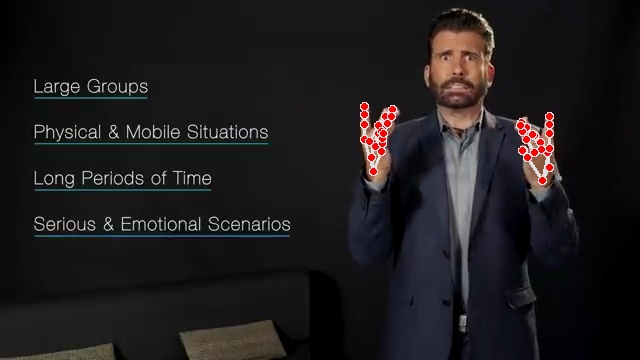 Large Groups
Physical & Mobile Situations
Long Periods of Time
Serious & Emotional Scenarios